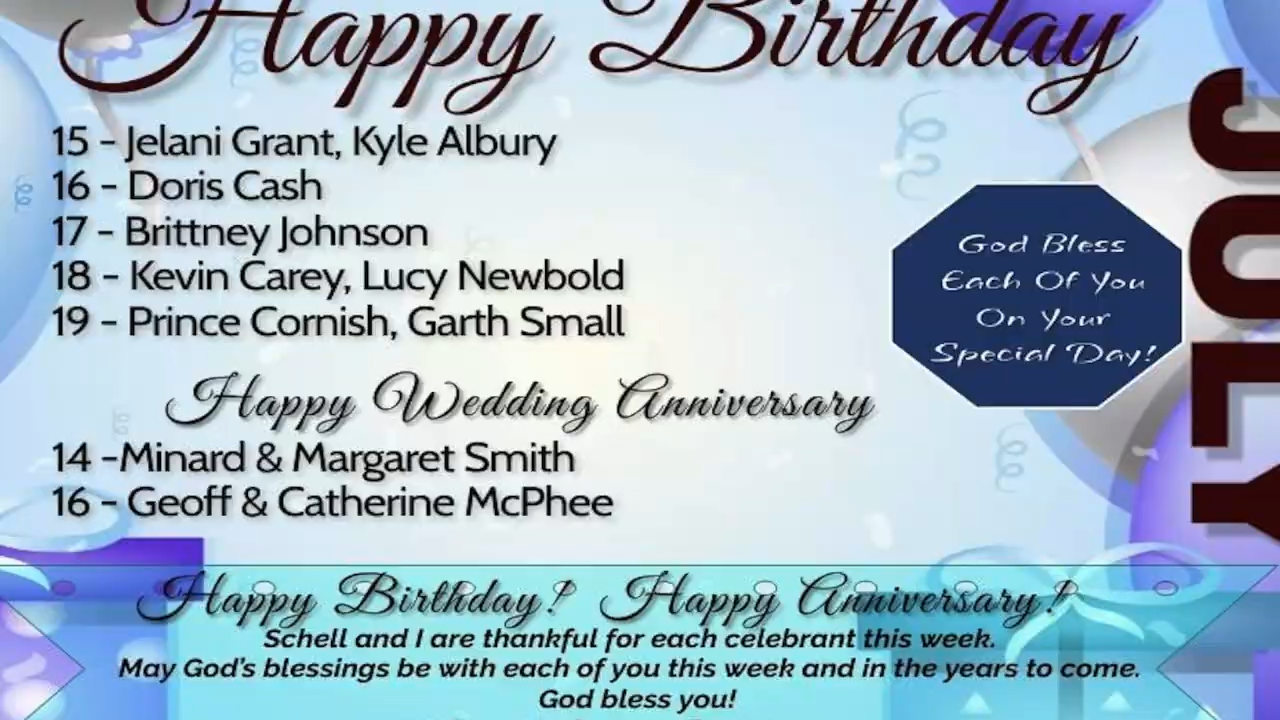 Happy Birthday
15 - Jelani Grant, Kyle Albury
16 - Doris Cash
17 - Brittney Johnson
18 - Kevin Carey, Lucy Newbold
19 - Prince Cornish, Garth Small
JULY
God Bless
Each Of You
On Your
Special Day!
Happy Wedding Anniversary
14 -Minard & Margaret Smith
16 - Geoff & Catherine McPhee
Happy Birthday! Happy Anniversary!
Schell and I are thankful for each celebrant this week.
May God's blessings be with each of you this week and in the years to come.
God bless you!